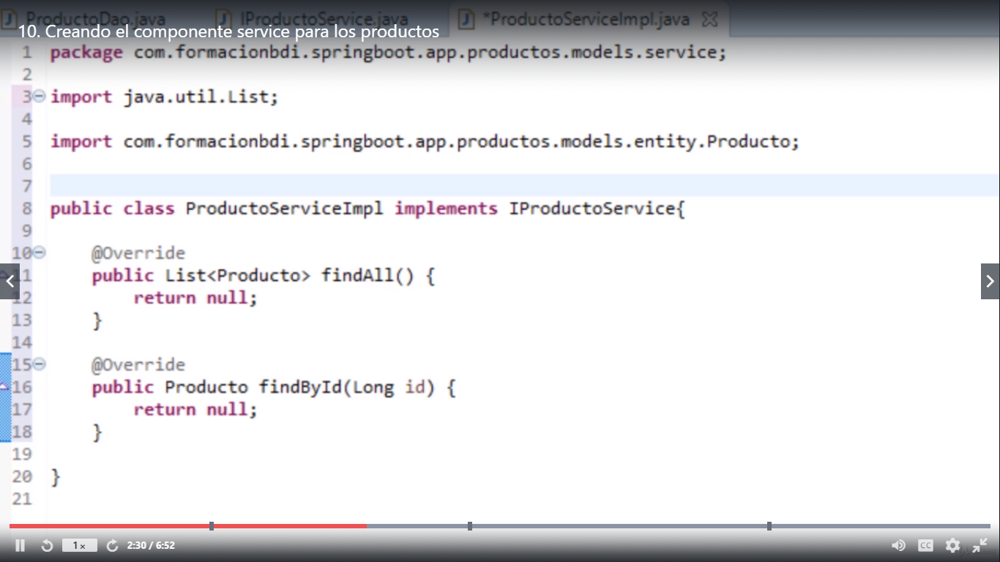 ProductoDao.java IProductoService.java *ProductoServiceImpl.java
10. Creando el componente service para los productos
1 package com.formacionbdi.springboot.app.productos.models.service;
2
3 import java.util.List;
4
5 import com.formacionbdi.springboot.app.productos.models.entity.Producto;
6
7
8 public class ProductoServiceImpl implements IProductoService{
9
10 @Override
11 public List<Producto> findAll() {
12 return null;
13 }
14
15 @Override
16 public Producto findById(Long id) {
17 return null;
18 }
19
20 }
21
1 x 2:30 / 6:52 CC